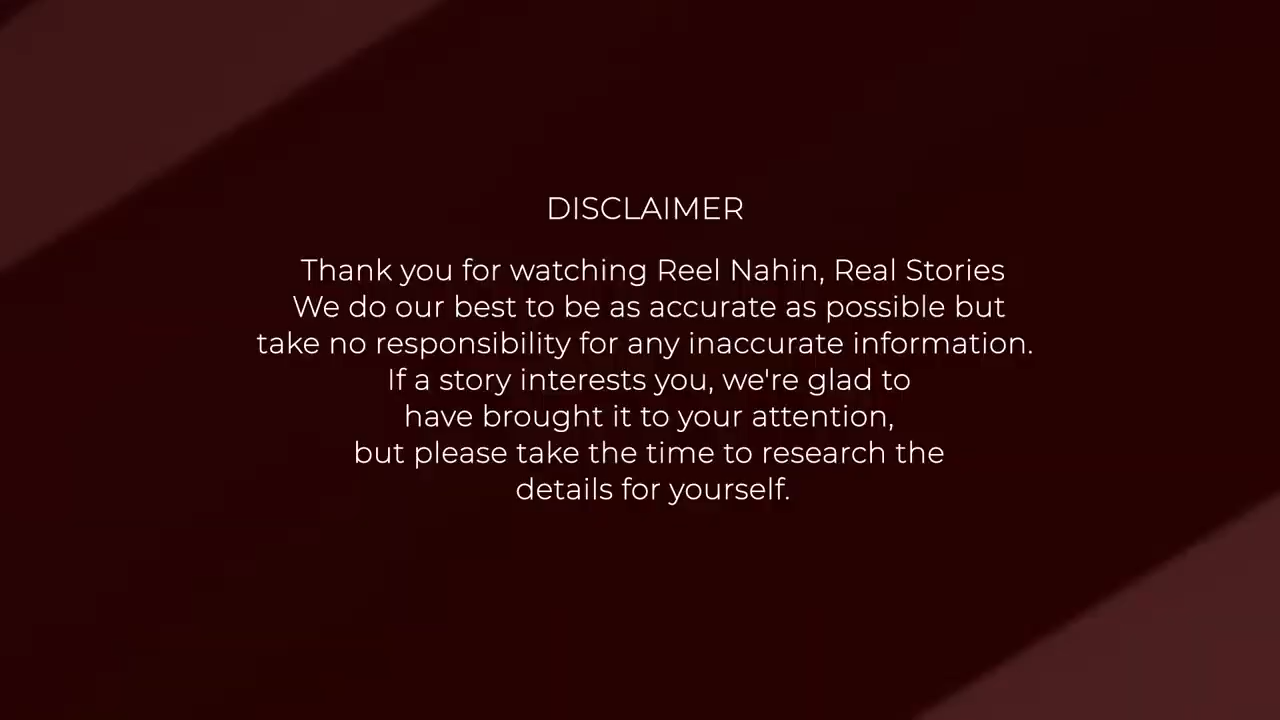 DISCLAIMER
Thank you for watching Reel Nahin, Real Stories
We do our best to be as accurate as possible but
take no responsibility for any inaccurate information.
If a story interests you, we're glad to
have brought it to your attention,
but please take the time to research the
details for yourself.